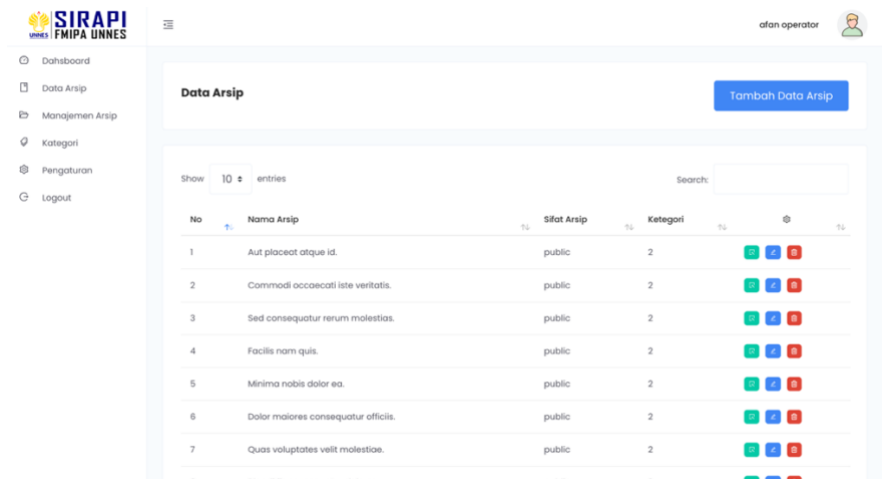 SIRAPI
UNNES FMIPA UNNES
afan operator
Dahsboard
Data Arsip
Manajemen Arsip
Kategori
Pengaturan
Logout
Data Arsip
Tambah Data Arsip
Show 10 entries
Search:
No Nama Arsip Sifat Arsip Ketegori
1 Aut placeat atque id. public 2
2 Commodi occaecati iste veritatis. public 2
3 Sed consequatur rerum molestias. public 2
4 Facilis nam quis. public 2
5 Minima nobis dolor ea. public 2
6 Dolor maiores consequatur officiis. public 2
7 Quas voluptates velit molestiae. public 2